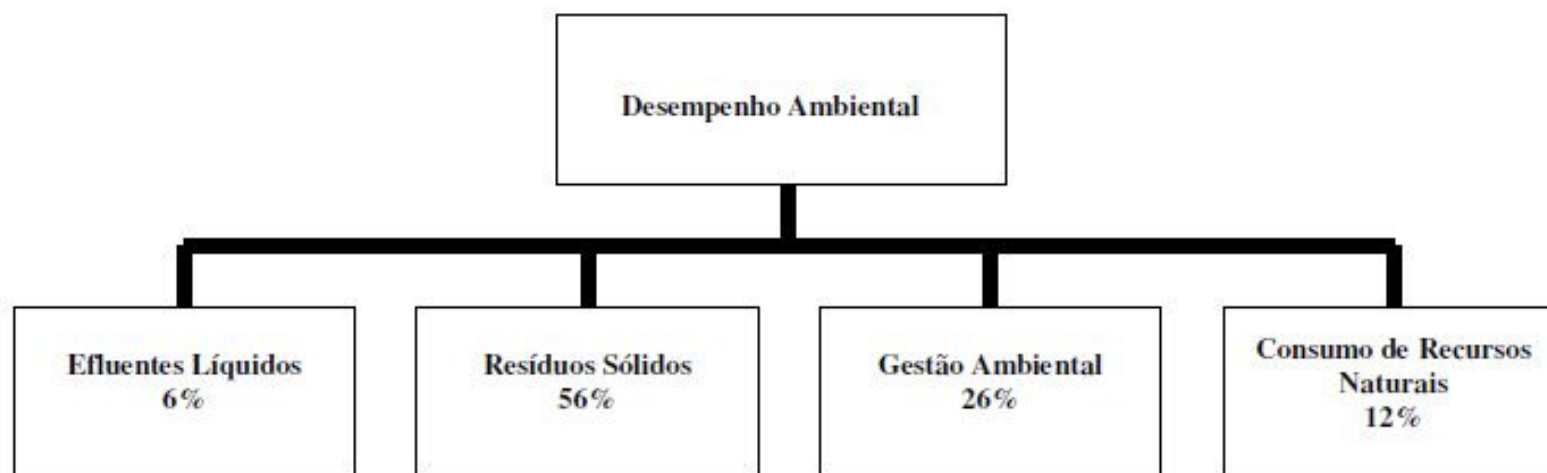 Desempenho Ambiental
Efluentes Líquidos
6%
Resíduos Sólidos
56%
Gestão Ambiental
26%
Consumo de Recursos
Naturais
12%